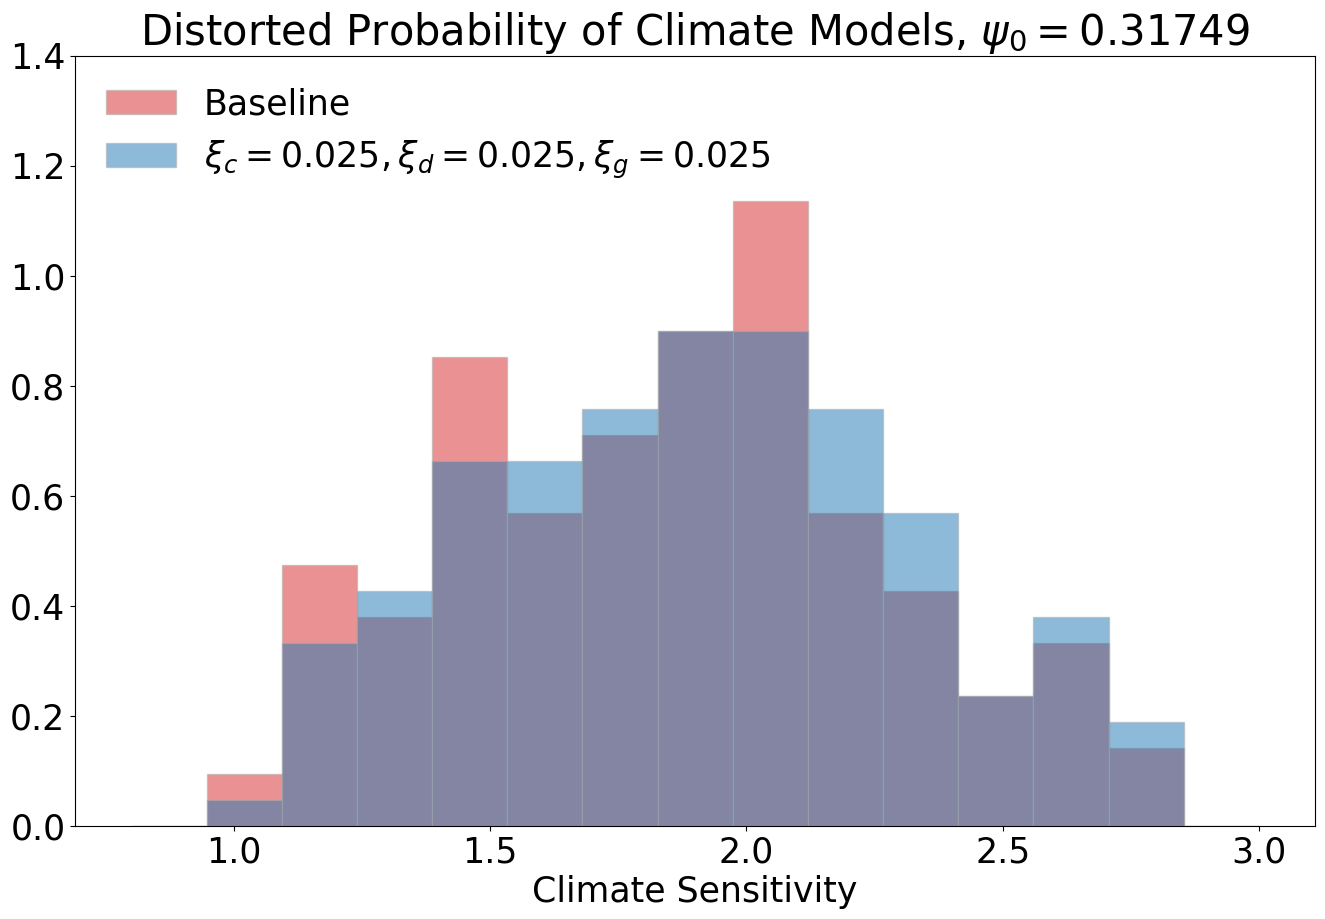 Distorted Probability of Climate Models, ψ₀ = 0.31749
1.4
Baseline
ξ_c = 0.025, ξ_d = 0.025, ξ_g = 0.025
1.2
1.0
0.8
0.6
0.4
0.2
0.0
1.0 1.5 2.0 2.5 3.0
Climate Sensitivity